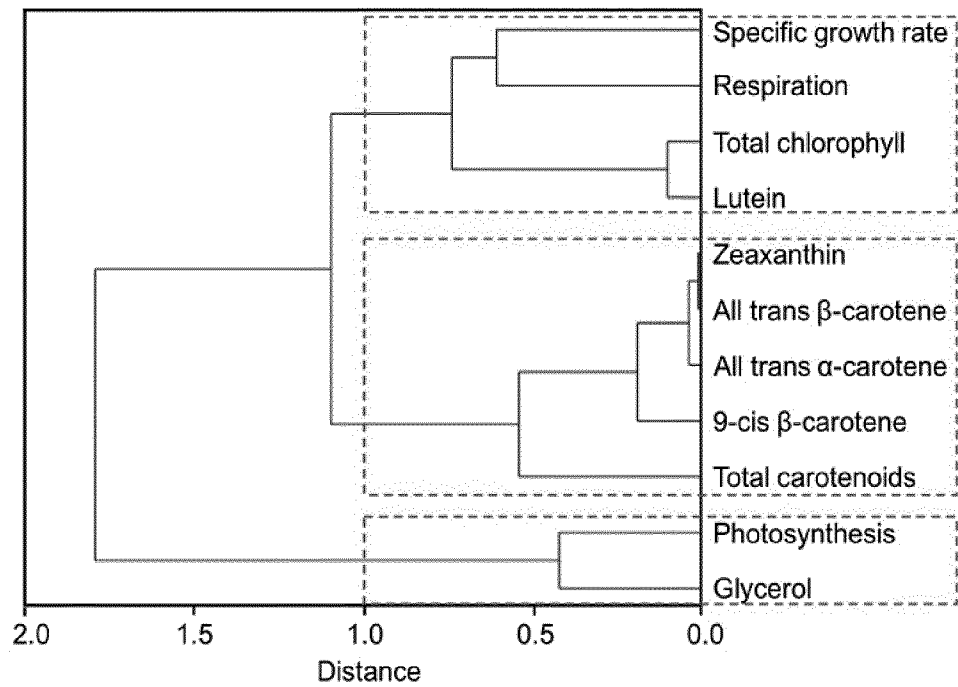 Specific growth rate
Respiration
Total chlorophyll
Lutein
Zeaxanthin
All trans β-carotene
All trans α-carotene
9-cis β-carotene
Total carotenoids
Photosynthesis
Glycerol
2.0 1.5 1.0 0.5 0.0
Distance